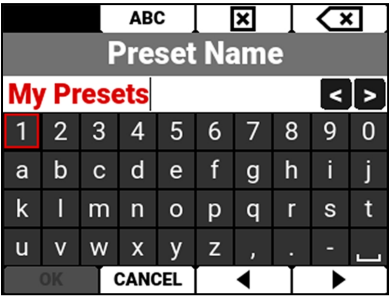 ABC
Preset Name
My Presets < >
1 2 3 4 5 6 7 8 9 0
a b c d e f g h i j
k l m n o p q r s t
u v w x y z , . -
OK CANCEL